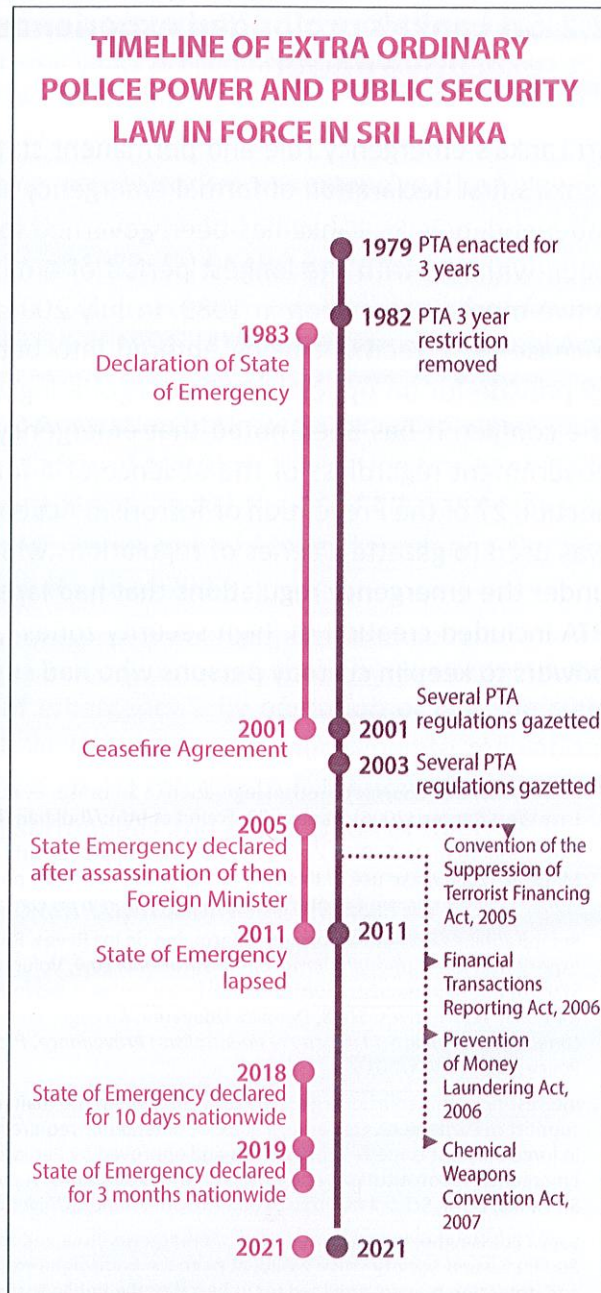 TIMELINE OF EXTRA ORDINARY
POLICE POWER AND PUBLIC SECURITY
LAW IN FORCE IN SRI LANKA
1979 PTA enacted for
3 years
1982 PTA 3 year
restriction
removed
1983
Declaration of State
of Emergency
2001
Ceasefire Agreement
2001
Several PTA
regulations gazetted
2003 Several PTA
regulations gazetted
2005
State Emergency declared
after assassination of then
Foreign Minister
Convention of the
Suppression of
Terrorist Financing
Act, 2005
2011
State of Emergency
lapsed
2011
Financial
Transactions
Reporting Act, 2006
Prevention
of Money
Laundering Act,
2006
2018
State of Emergency declared
for 10 days nationwide
2019
State of Emergency declared
for 3 months nationwide
Chemical
Weapons
Convention Act,
2007
2021
2021